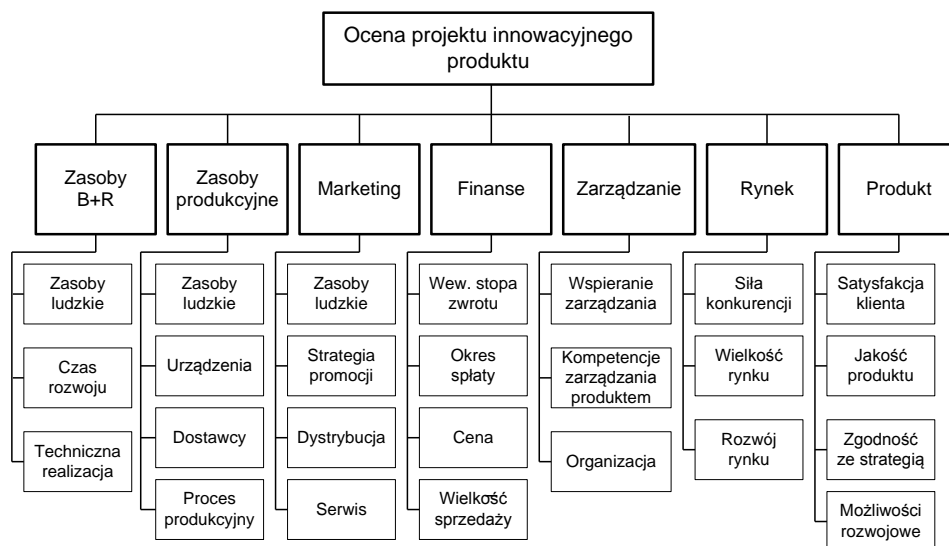 Ocena projektu innowacyjnego
produktu
Zasoby
B+R
Zasoby
produkcyjne
Marketing
Finanse
Zarządzanie
Rynek
Produkt
Zasoby
ludzkie
Czas
rozwoju
Techniczna
realizacja
Zasoby
ludzkie
Urządzenia
Dostawcy
Proces
produkcyjny
Zasoby
ludzkie
Strategia
promocji
Dystrybucja
Serwis
Wew. stopa
zwrotu
Okres
spłaty
Cena
Wielkość
sprzedaży
Wspieranie
zarządzania
Kompetencje
zarządzania
produktem
Organizacja
Siła
konkurencji
Wielkość
rynku
Rozwój
rynku
Satysfakcja
klienta
Jakość
produktu
Zgodność
ze strategią
Możliwości
rozwojowe